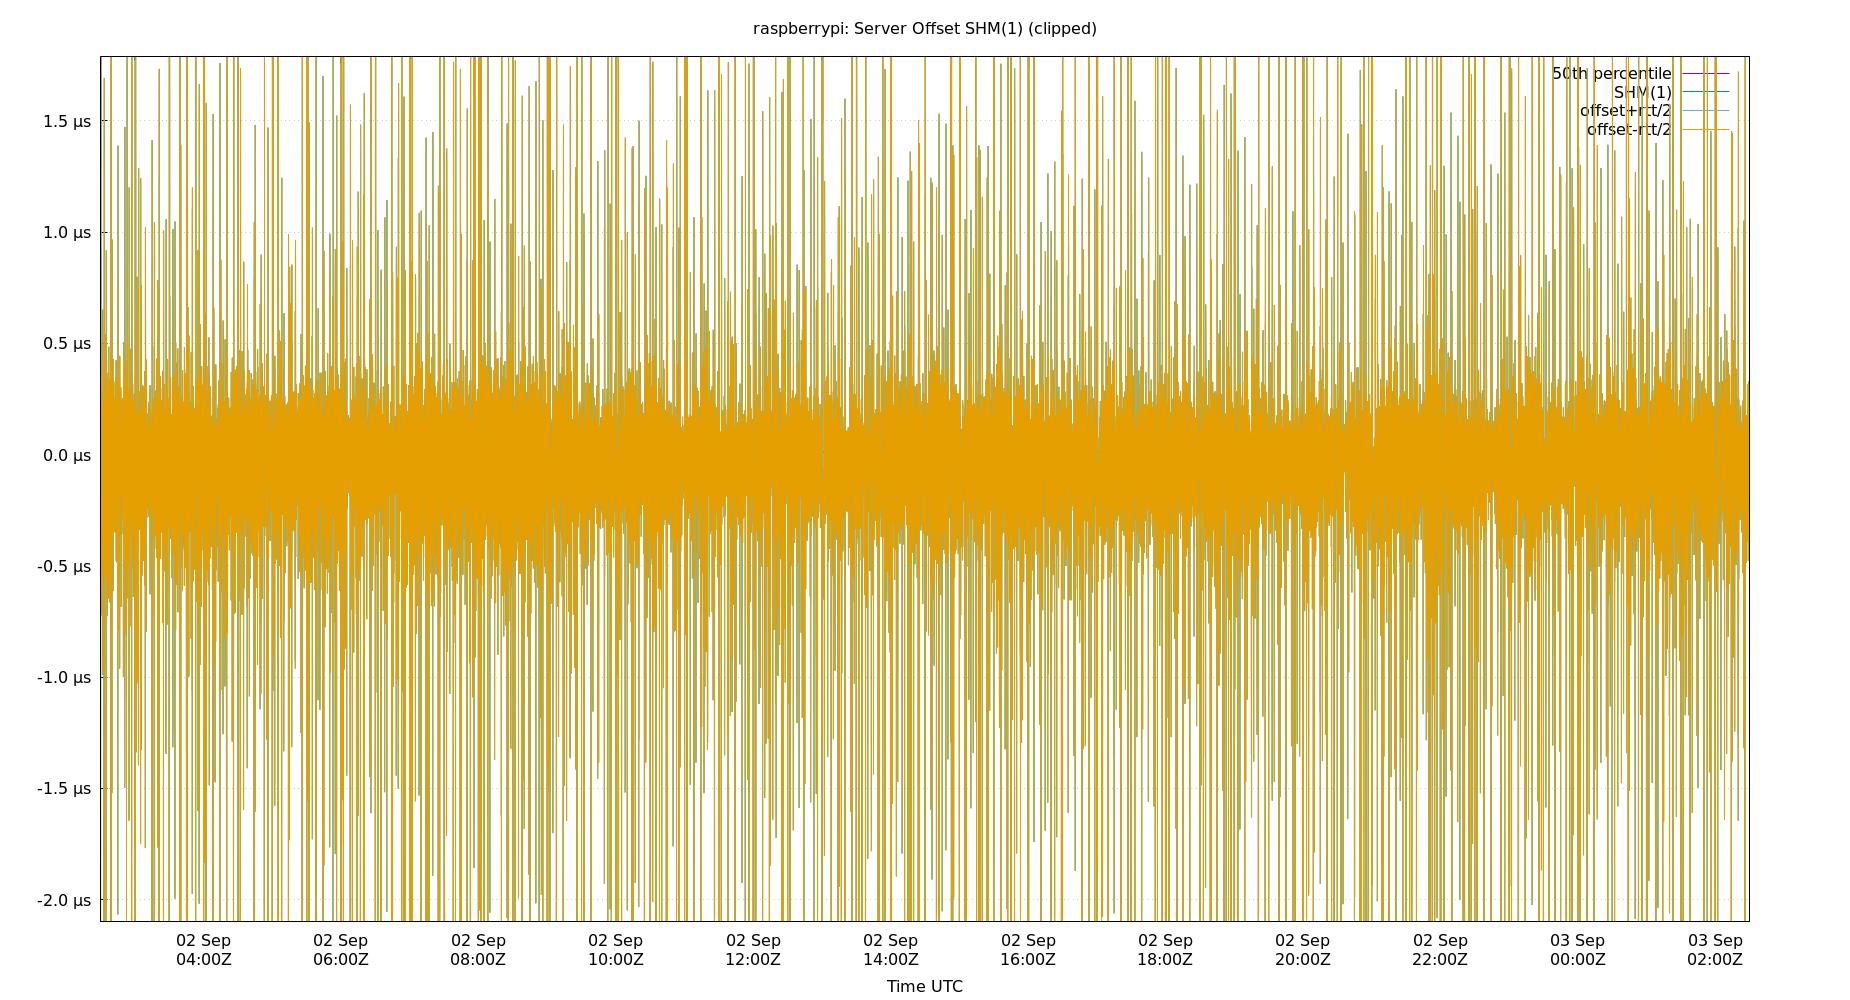 raspberrypi: Server Offset SHM(1) (clipped)
50th percentile
SHM(1)
offset+rtt/2
offset-rtt/2
1.5 µs
1.0 µs
0.5 µs
0.0 µs
-0.5 µs
-1.0 µs
-1.5 µs
-2.0 µs
02 Sep 02 Sep 02 Sep 02 Sep 02 Sep 02 Sep 02 Sep 02 Sep 02 Sep 02 Sep 03 Sep 03 Sep
04:00Z 06:00Z 08:00Z 10:00Z 12:00Z 14:00Z 16:00Z 18:00Z 20:00Z 22:00Z 00:00Z 02:00Z
Time UTC